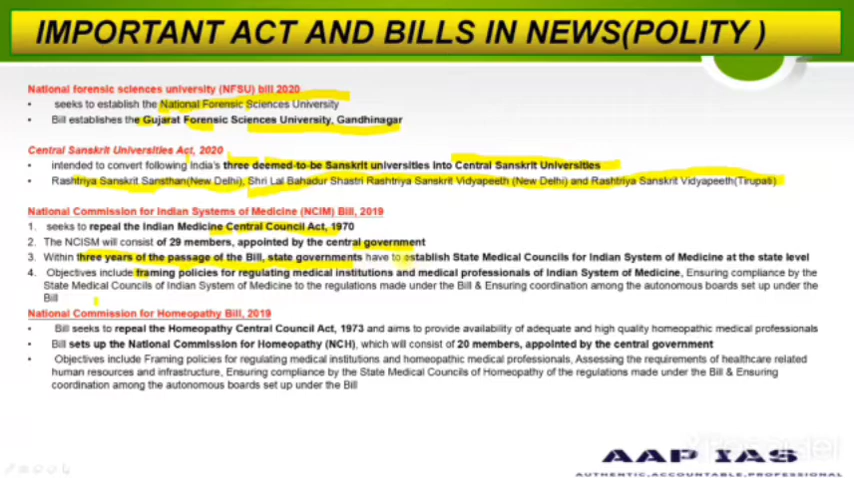 IMPORTANT ACT AND BILLS IN NEWS(POLITY )
National forensic sciences university (NFSU) bill 2020
• seeks to establish the National Forensic Sciences University
• Bill establishes the Gujarat Forensic Sciences University, Gandhinagar
Central Sanskrit Universities Act, 2020
• intended to convert following India's three deemed-to-be Sanskrit universities into Central Sanskrit Universities
• Rashtriya Sanskrit Sansthan(New Delhi), Shri Lal Bahadur Shastri Rashtriya Sanskrit Vidyapeeth (New Delhi) and Rashtriya Sanskrit Vidyapeeth(Tirupati)
National Commission for Indian Systems of Medicine (NCIM) Bill, 2019
1. seeks to repeal the Indian Medicine Central Council Act, 1970
2. The NCISM will consist of 29 members, appointed by the central government
3. Within three years of the passage of the Bill, state governments have to establish State Medical Councils for Indian System of Medicine at the state level
4. Objectives include framing policies for regulating medical institutions and medical professionals of Indian System of Medicine, Ensuring compliance by the
State Medical Councils of Indian System of Medicine to the regulations made under the Bill & Ensuring coordination among the autonomous boards set up under the
Bill
National Commission for Homeopathy Bill, 2019
• Bill seeks to repeal the Homeopathy Central Council Act, 1973 and aims to provide availability of adequate and high quality homeopathic medical professionals
• Bill sets up the National Commission for Homeopathy (NCH), which will consist of 20 members, appointed by the central government
• Objectives include Framing policies for regulating medical institutions and homeopathic medical professionals, Assessing the requirements of healthcare related
human resources and infrastructure, Ensuring compliance by the State Medical Councils of Homeopathy of the regulations made under the Bill & Ensuring
coordination among the autonomous boards set up under the Bill
AAP IAS
AUTHENTIC,ACCOUNTABLE,PROFESSIONAL